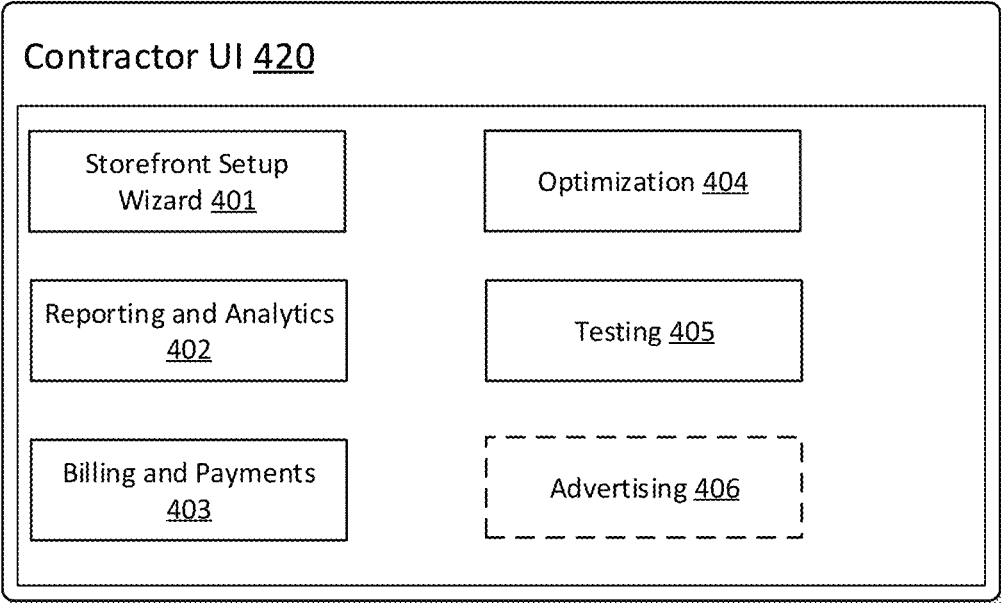 Contractor UI 420
Storefront Setup
Wizard 401
Reporting and Analytics
402
Billing and Payments
403
Optimization 404
Testing 405
Advertising 406